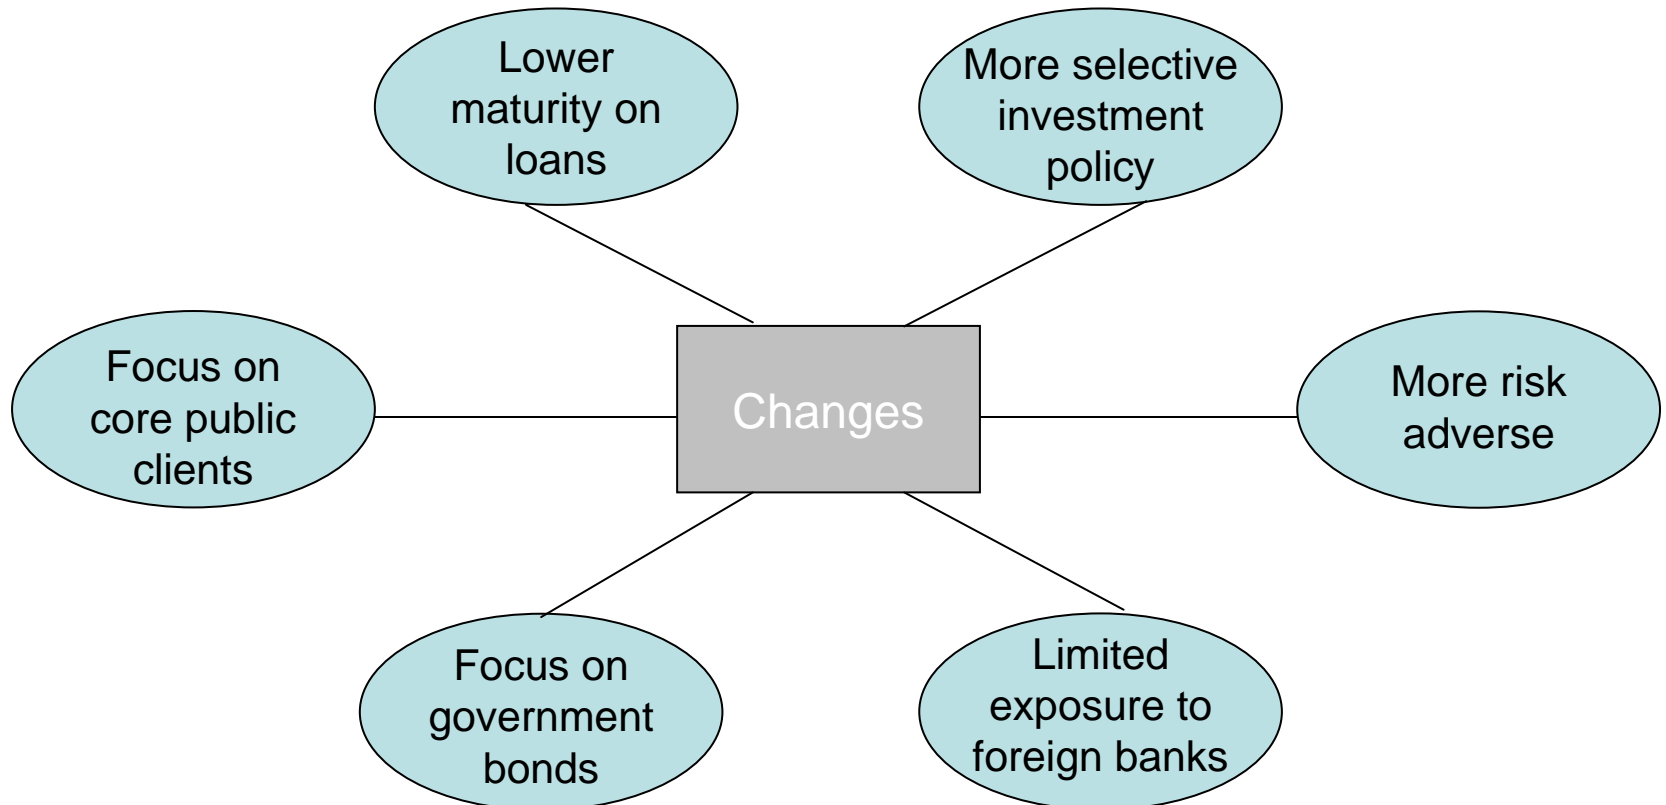 Lower
maturity on
loans
More selective
investment
policy
Focus on
core public
clients
Changes
More risk
adverse
Focus on
government
bonds
Limited
exposure to
foreign banks